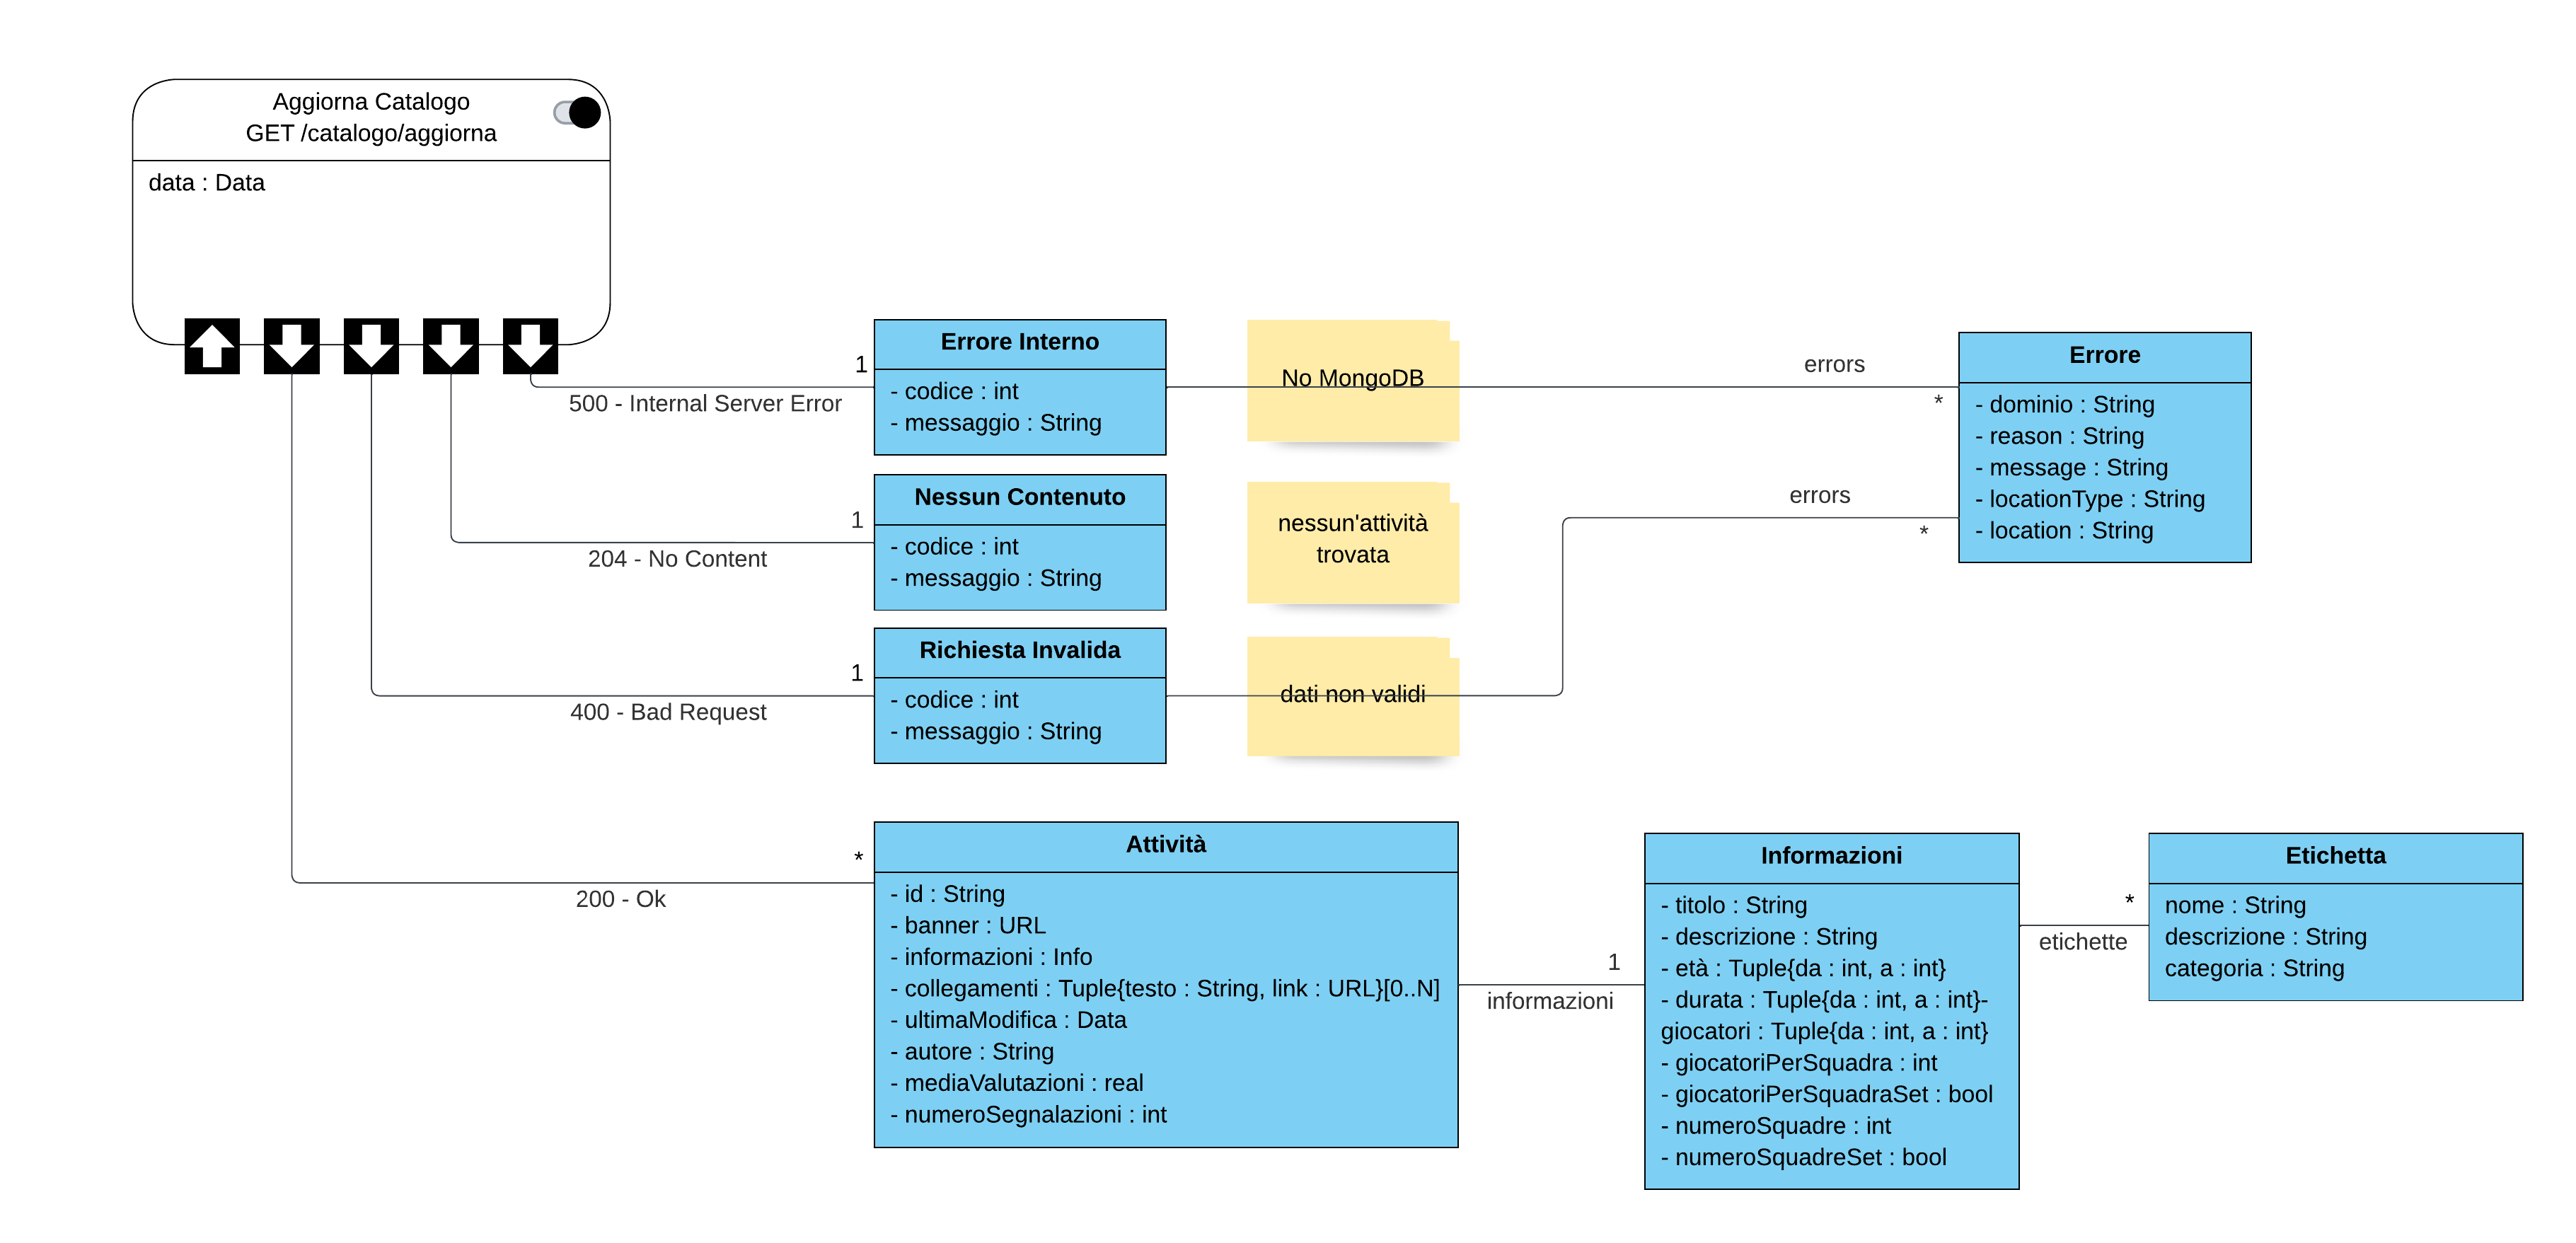 Aggiorna Catalogo
GET /catalogo/aggiorna
data : Data
1
500 - Internal Server Error
Errore Interno
- codice : int
- messaggio : String
No MongoDB
errors
*
Errore
- dominio : String
- reason : String
- message : String
- locationType : String
- location : String
1
204 - No Content
Nessun Contenuto
- codice : int
- messaggio : String
nessun'attività
trovata
errors
*
1
400 - Bad Request
Richiesta Invalida
- codice : int
- messaggio : String
dati non validi
*
200 - Ok
Attività
- id : String
- banner : URL
- informazioni : Info
- collegamenti : Tuple{testo : String, link : URL}[0..N]
- ultimaModifica : Data
- autore : String
- mediaValutazioni : real
- numeroSegnalazioni : int
1
informazioni
Informazioni
- titolo : String
- descrizione : String
- età : Tuple{da : int, a : int}
- durata : Tuple{da : int, a : int}-
giocatori : Tuple{da : int, a : int}
- giocatoriPerSquadra : int
- giocatoriPerSquadraSet : bool
- numeroSquadre : int
- numeroSquadreSet : bool
*
etichette
Etichetta
nome : String
descrizione : String
categoria : String